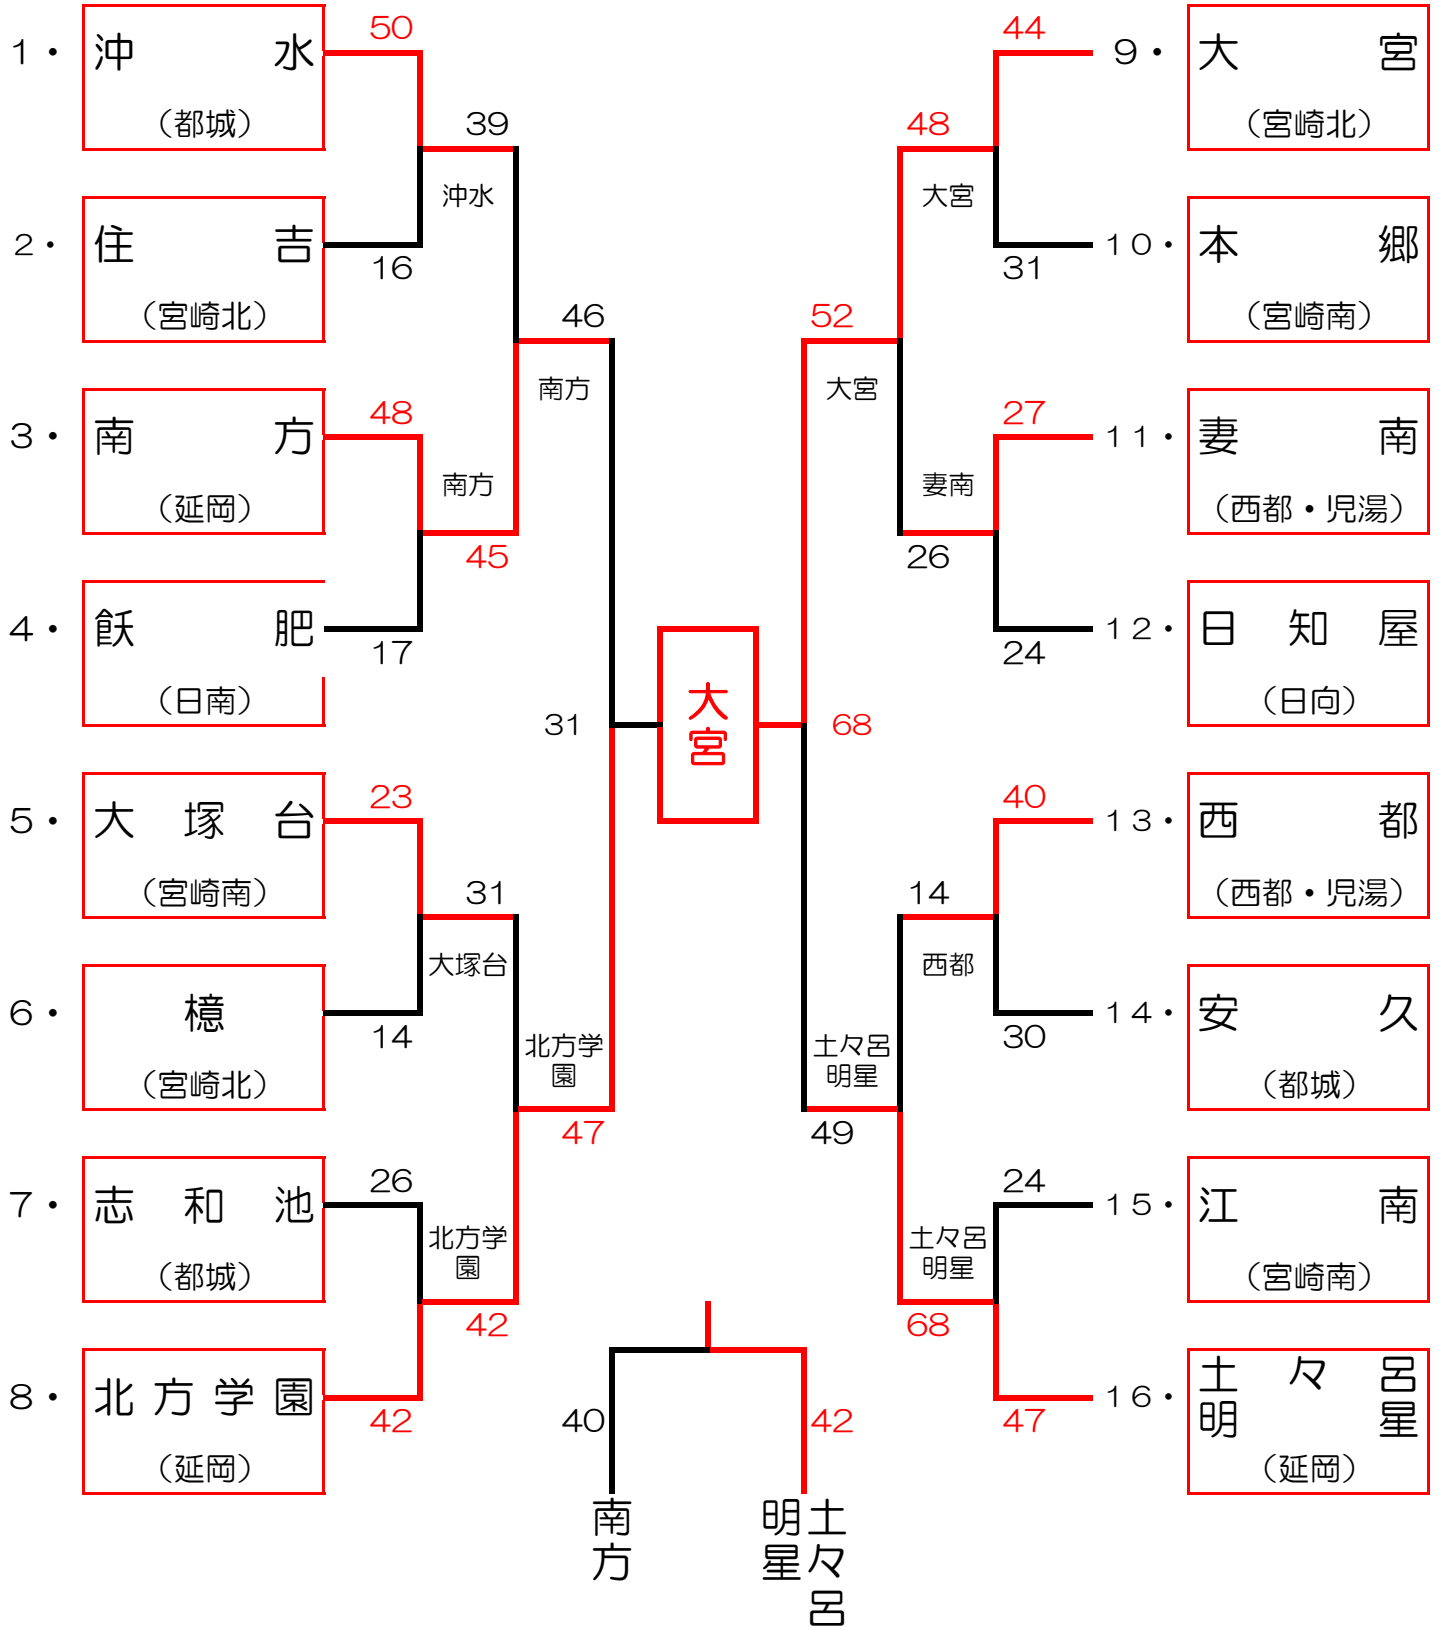 1・ 沖水
（都城）
50
2・ 住吉
（宮崎北）
16
3・ 南方
（延岡）
48
4・ 飫肥
（日南）
17
5・ 大塚台
（宮崎南）
23
6・ 檍
（宮崎北）
14
7・ 志和池
（都城）
26
8・ 北方学園
（延岡）
42
39
沖水
南方
45
31
大塚台
北方学
園
42
46
南方
北方学
園
47
31
大宮
68
52
大宮
土々呂
明星
49
48
大宮
妻南
26
14
西都
土々呂
明星
68
44
9・ 大宮
（宮崎北）
31
10・ 本郷
（宮崎南）
27
11・ 妻南
（西都・児湯）
24
12・ 日知屋
（日向）
40
13・ 西都
（西都・児湯）
30
14・ 安久
（都城）
24
15・ 江南
（宮崎南）
47
16・ 土々呂
明星
（延岡）
40
42
南方
土々呂
明星